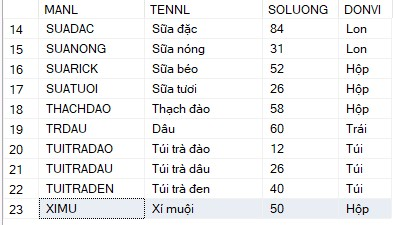 MANL TENNL SOLUONG DONVI
14 SUADAC Sữa đặc 84 Lon
15 SUANONG Sữa nóng 31 Lon
16 SUARICK Sữa béo 52 Hộp
17 SUATUOI Sữa tươi 26 Hộp
18 THACHDAO Thạch đào 58 Hộp
19 TRDAU Dâu 60 Trái
20 TUITRADAO Túi trà đào 12 Túi
21 TUITRADAU Túi trà dâu 26 Túi
22 TUITRADEN Túi trà đen 40 Túi
23 XIMU Xí muội 50 Hộp